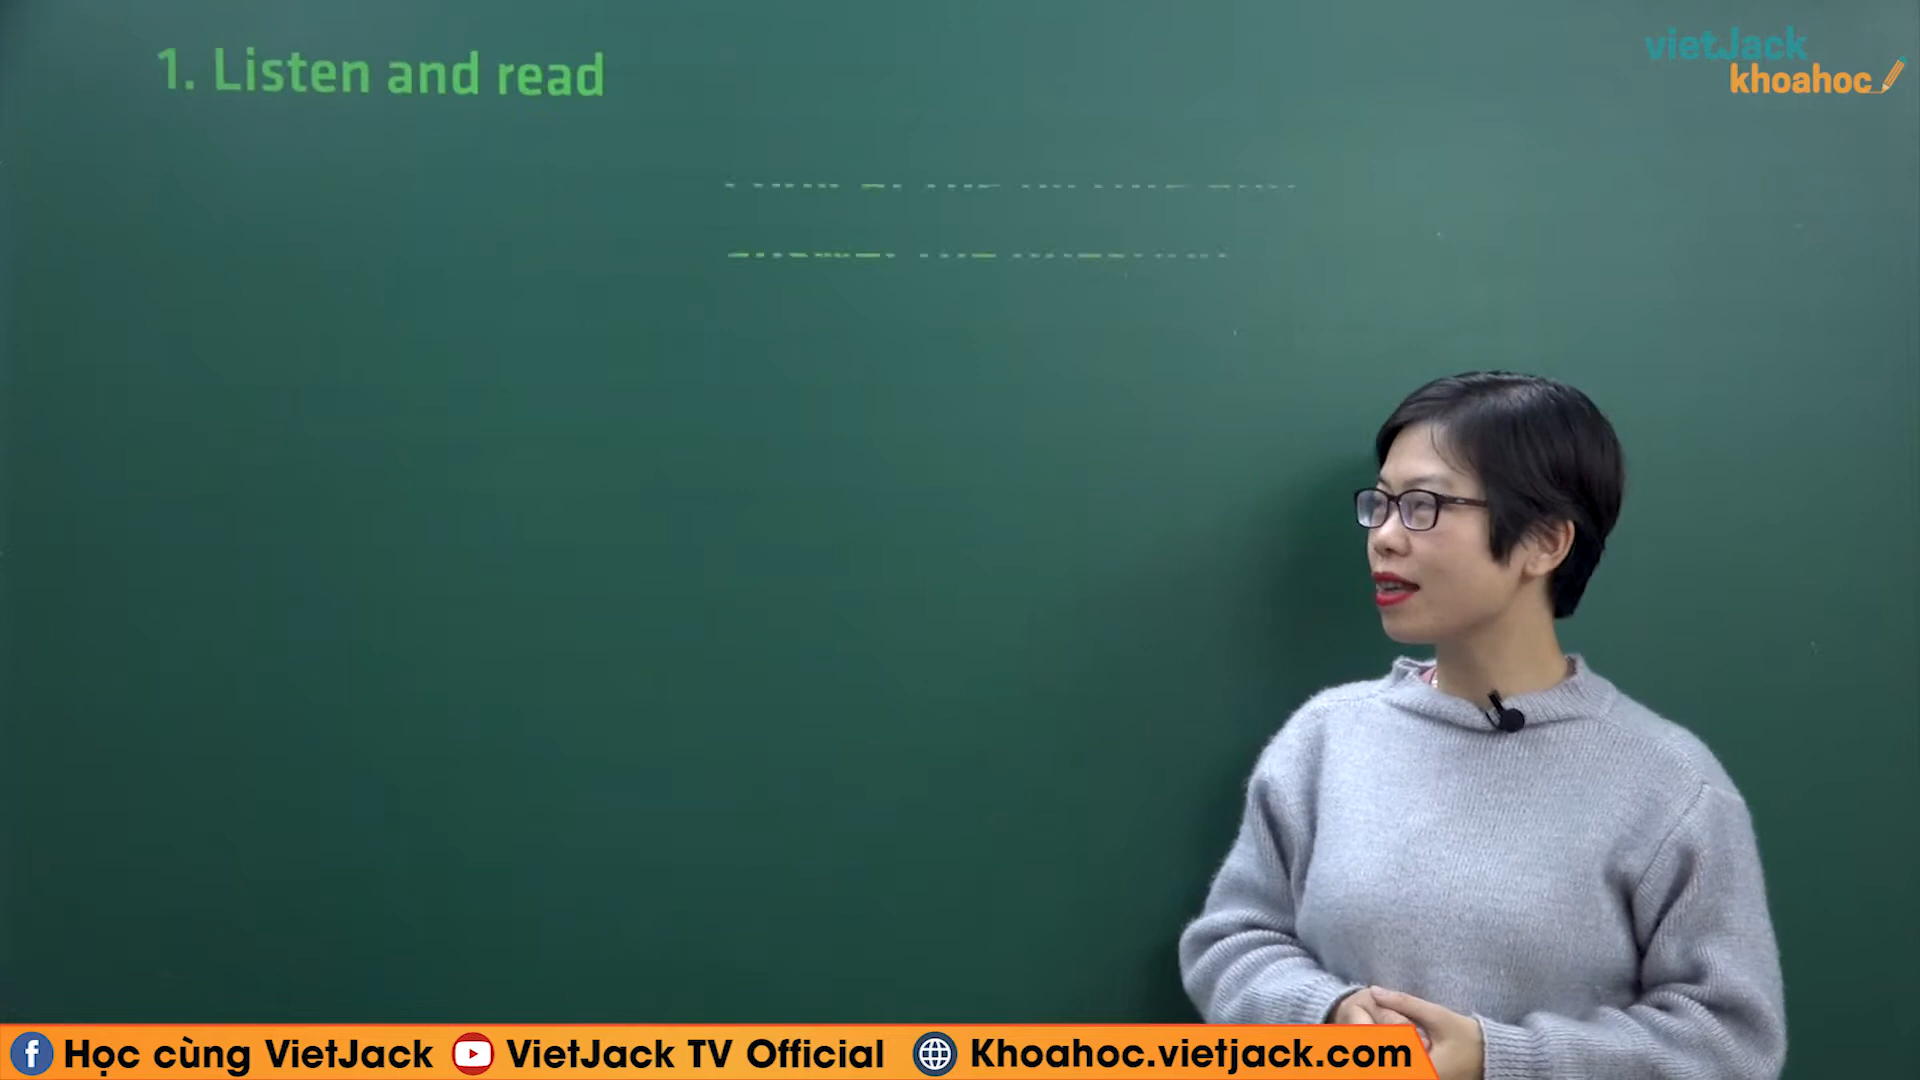 1. Listen and read
vietJack
khoahoc
Học cùng VietJack VietJack TV Official Khoahoc.vietjack.com